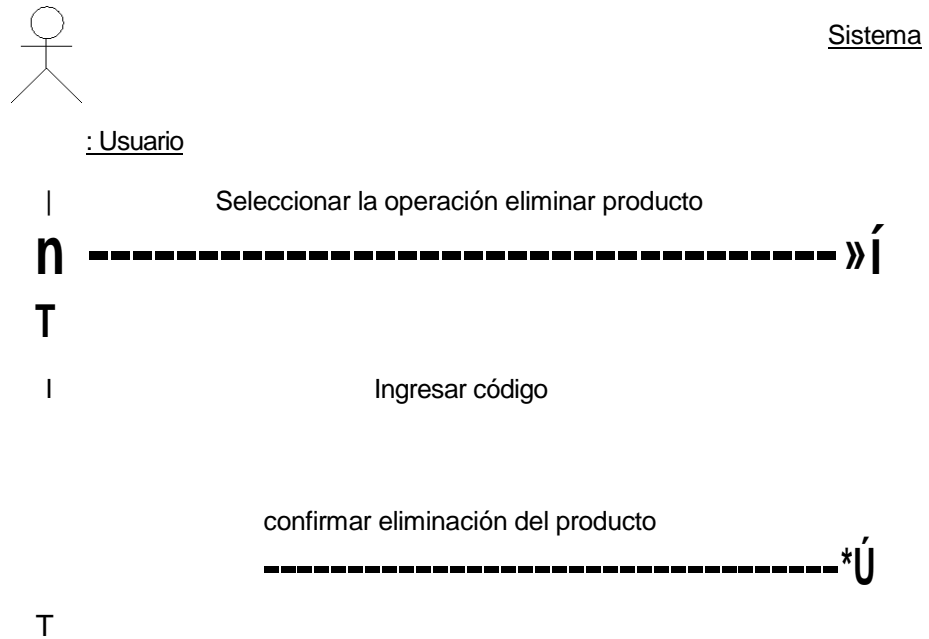 Sistema
: Usuario
| Seleccionar la operación eliminar producto
n ----------------------------------- »í
T
I Ingresar código
confirmar eliminación del producto
----------------------------------*Ú
T